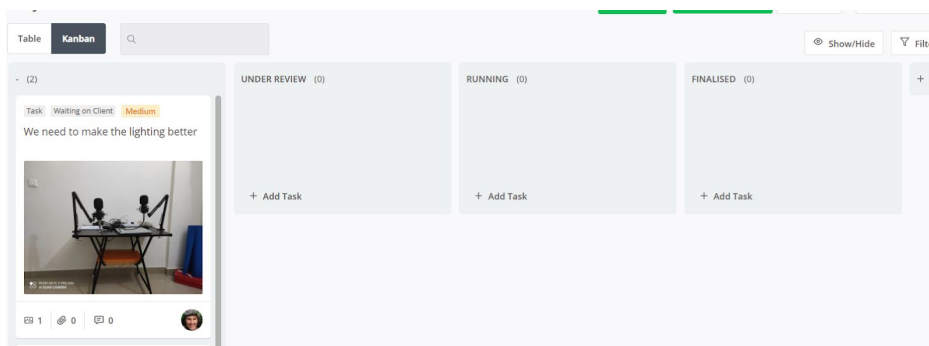 Table Kanban
Show/Hide
- (2)
UNDER REVIEW (0)
RUNNING (0)
FINALISED (0)
+
Task Waiting on Client Medium
We need to make the lighting better
+ Add Task
+ Add Task
+ Add Task
1 0 0